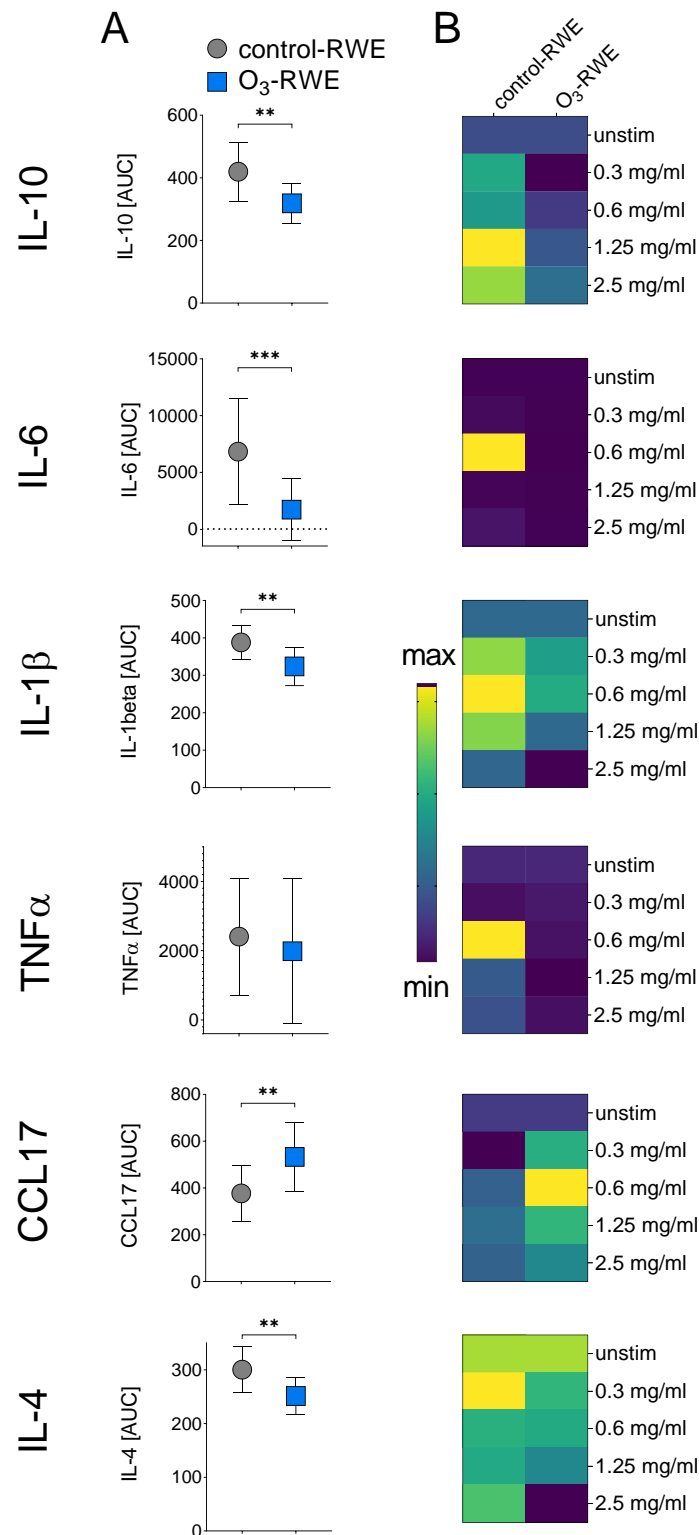 A
B
control-RWE
O3-RWE
control-RWE
O3-RWE
IL-10
IL-10 [AUC]
600
400
200
0
**
unstim
0.3 mg/ml
0.6 mg/ml
1.25 mg/ml
2.5 mg/ml
IL-6
IL-6 [AUC]
15000
10000
5000
0
***
unstim
0.3 mg/ml
0.6 mg/ml
1.25 mg/ml
2.5 mg/ml
IL-1β
IL-1beta [AUC]
500
400
300
200
100
0
**
max
min
unstim
0.3 mg/ml
0.6 mg/ml
1.25 mg/ml
2.5 mg/ml
TNFα
TNFα [AUC]
4000
2000
0
unstim
0.3 mg/ml
0.6 mg/ml
1.25 mg/ml
2.5 mg/ml
CCL17
CCL17 [AUC]
800
600
400
200
0
**
unstim
0.3 mg/ml
0.6 mg/ml
1.25 mg/ml
2.5 mg/ml
IL-4
IL-4 [AUC]
300
200
100
0
**
unstim
0.3 mg/ml
0.6 mg/ml
1.25 mg/ml
2.5 mg/ml